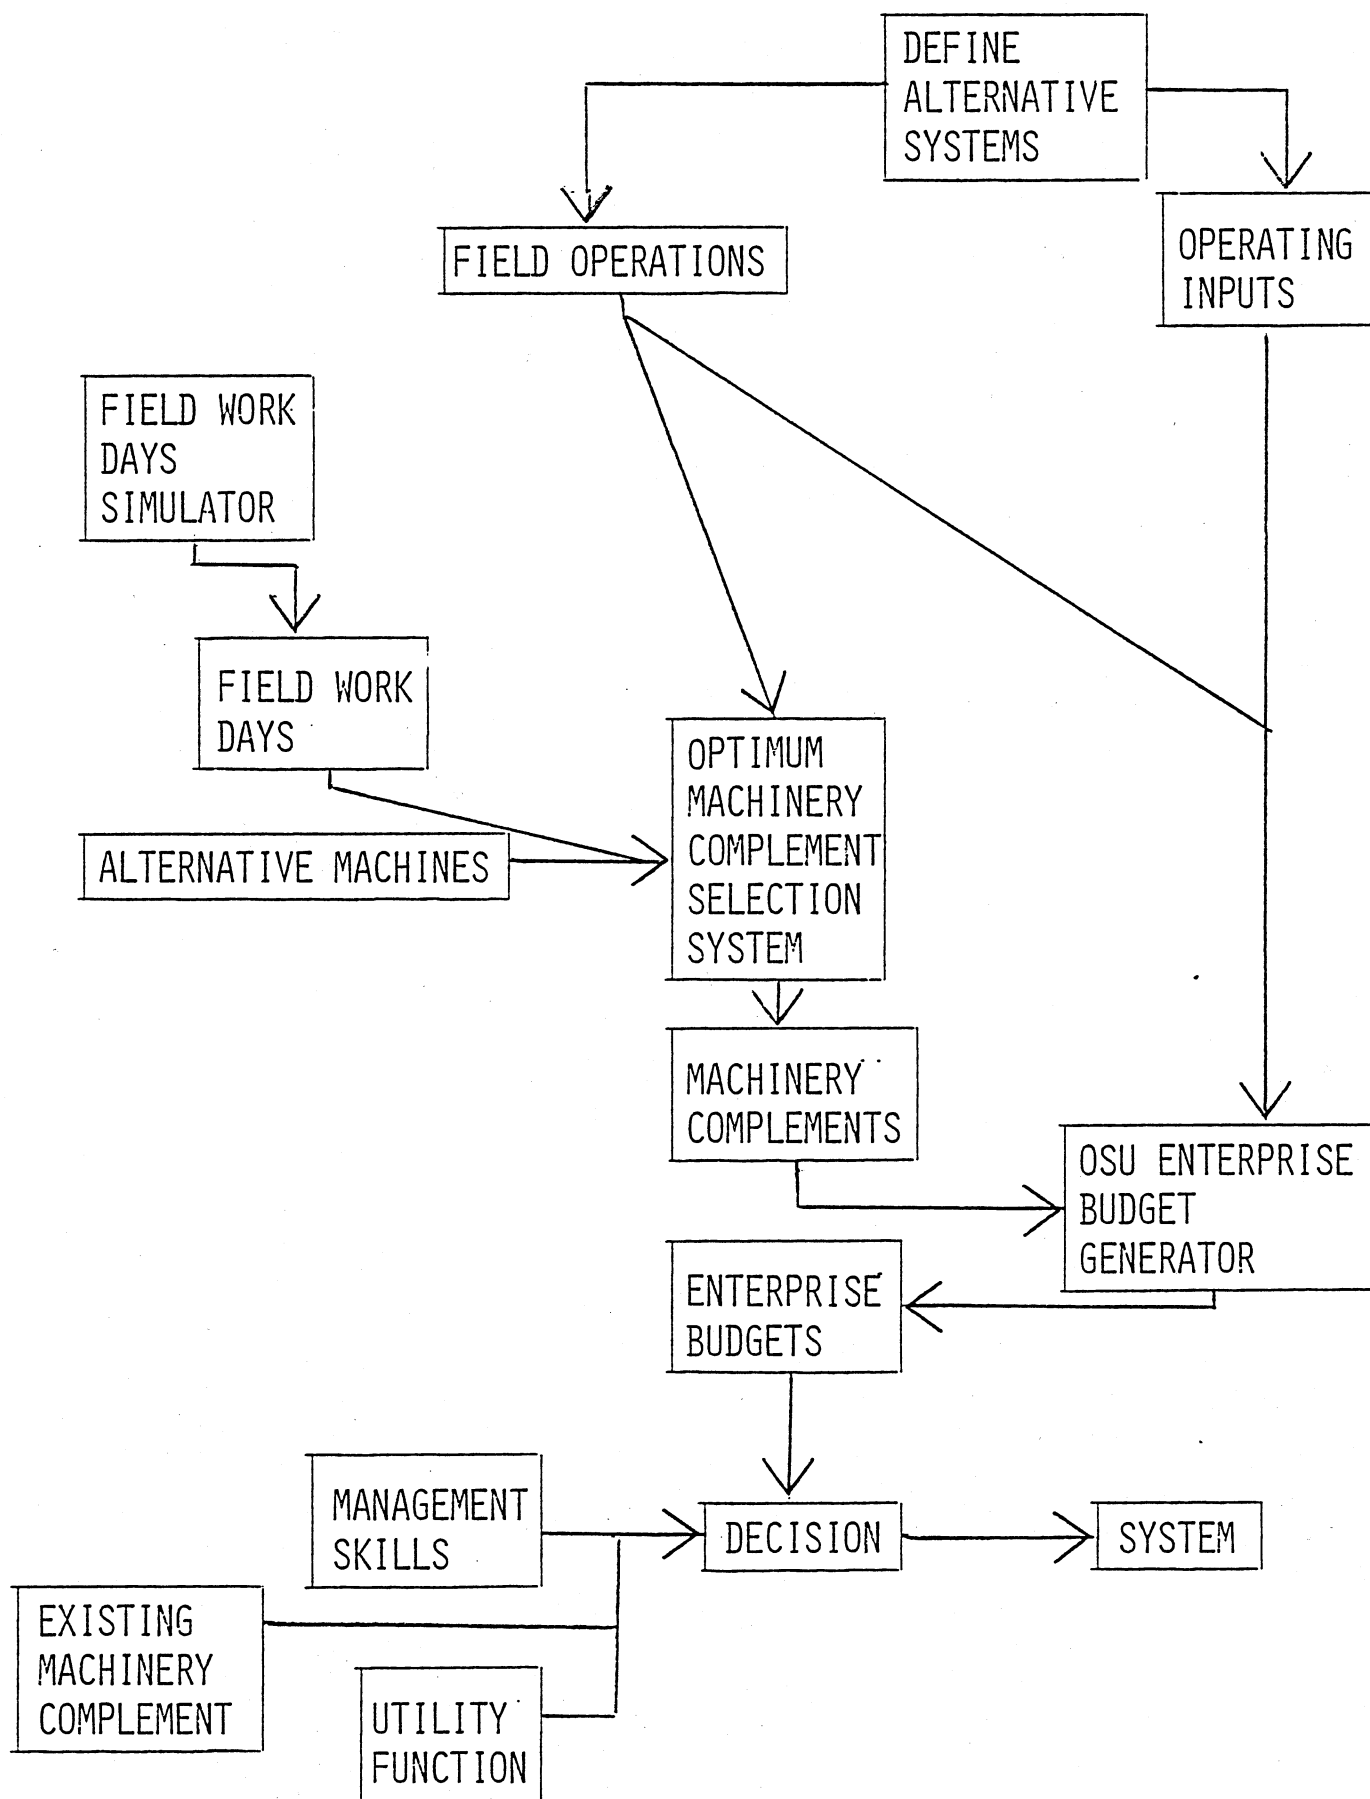 DEFINE
ALTERNATIVE
SYSTEMS
FIELD OPERATIONS
OPERATING
INPUTS
FIELD WORK
DAYS
SIMULATOR
FIELD WORK
DAYS
ALTERNATIVE MACHINES
OPTIMUM
MACHINERY
COMPLEMENT
SELECTION
SYSTEM
MACHINERY
COMPLEMENTS
OSU ENTERPRISE
BUDGET
GENERATOR
ENTERPRISE
BUDGETS
MANAGEMENT
SKILLS
DECISION
SYSTEM
EXISTING
MACHINERY
COMPLEMENT
UTILITY
FUNCTION